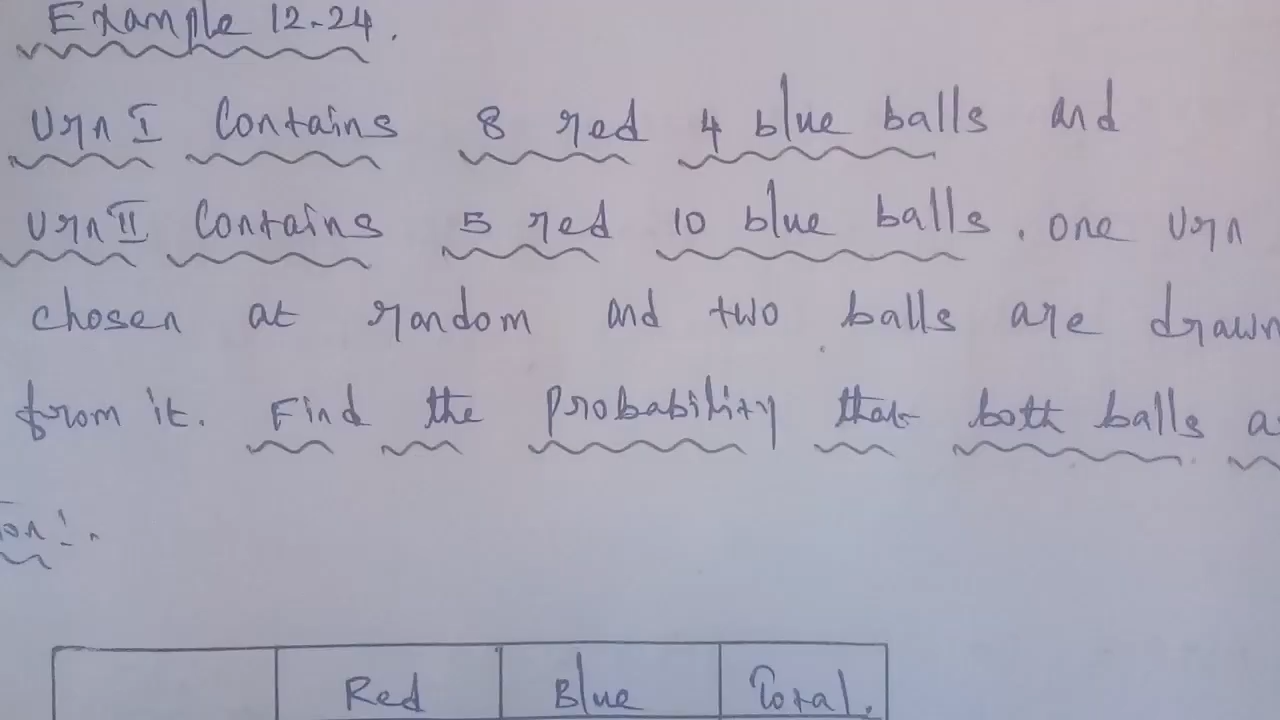 Example 12.24.
Urn I Contains 8 red 4 blue balls and
Urn II Contains 5 red 10 blue balls. One Urn
chosen at random and two balls are drawn
from it. Find the probability that both balls
Red Blue Total.